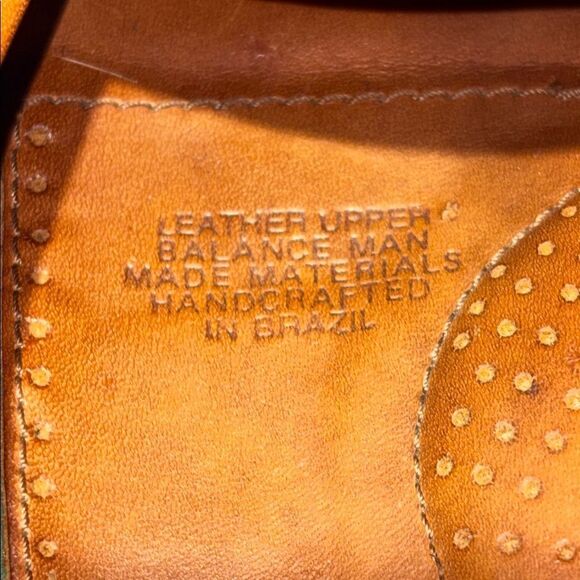 LEATHER UPPER
BALANCE MAN
MADE MATERIALS
HANDCRAFTED
IN BRAZIL